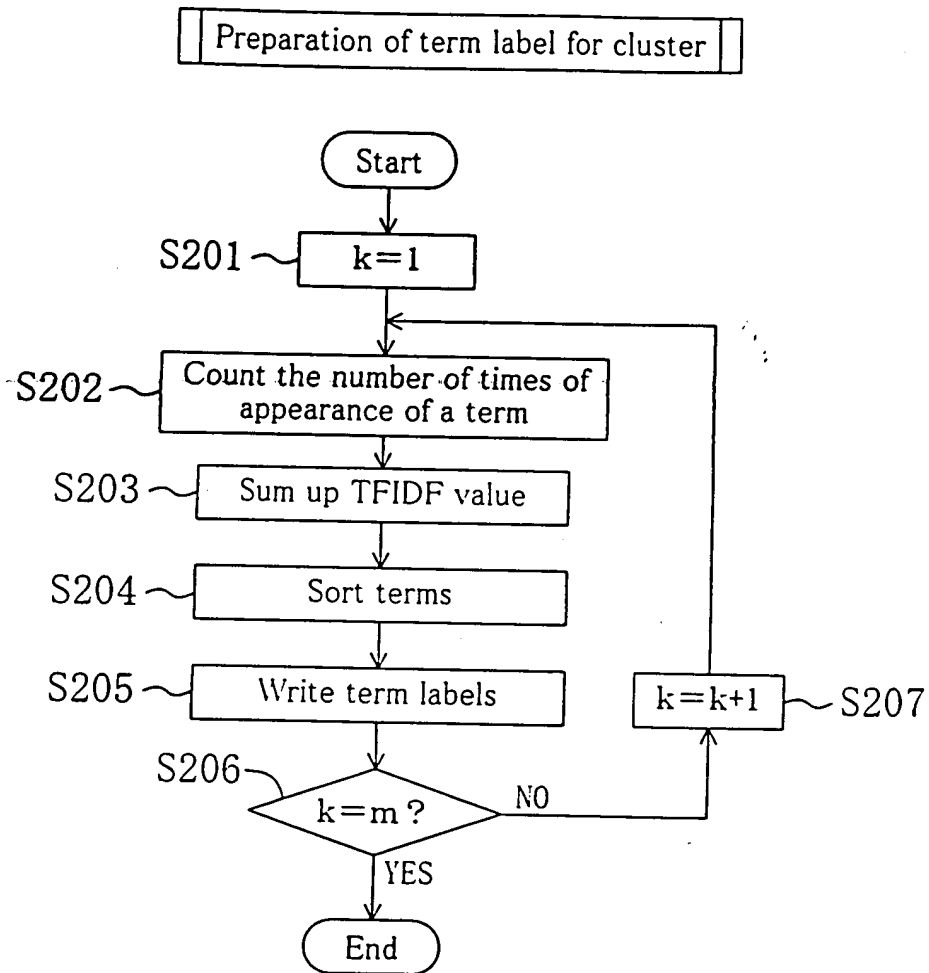 Preparation of term label for cluster
Start
S201
k=1
S202
Count the number of times of
appearance of a term
S203
Sum up TFIDF value
S204
Sort terms
S205
Write term labels
k=k+1
S207
S206
k=m?
NO
YES
End